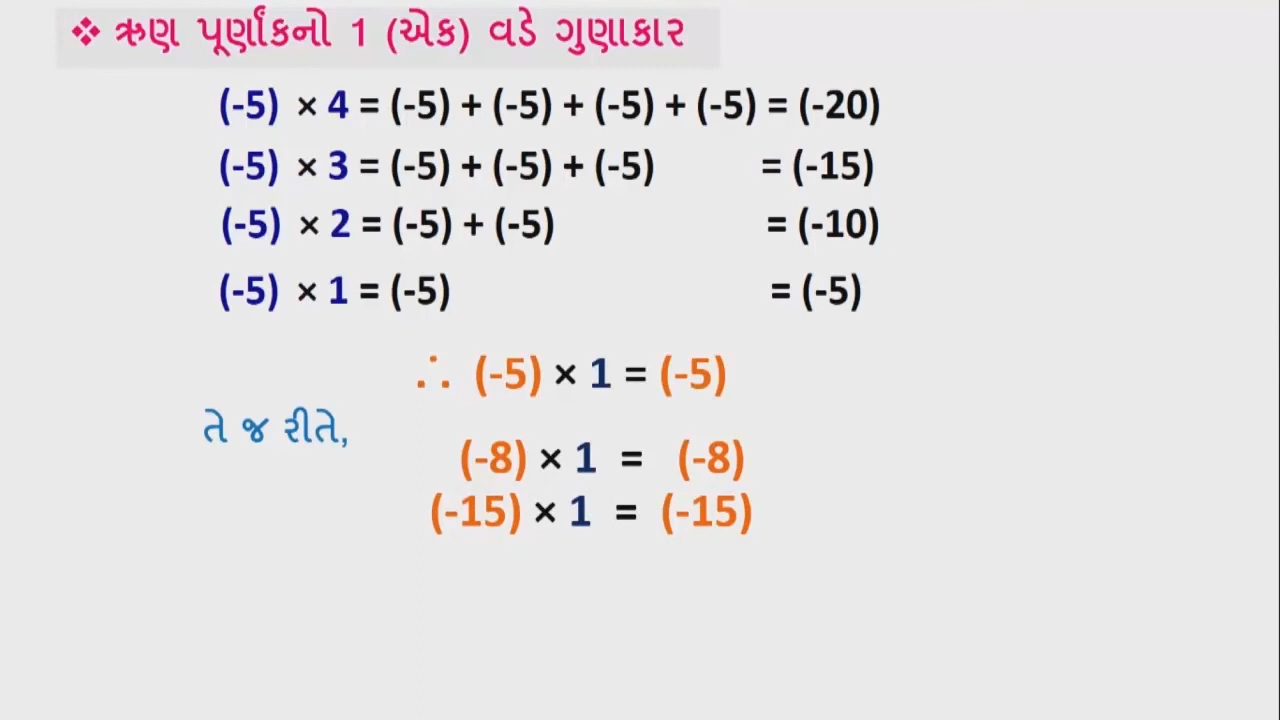 ❖ ઋણ પૂર્ણાંકનો 1 (એક) વડે ગુણાકાર
(-5) × 4 = (-5) + (-5) + (-5) + (-5) = (-20)
(-5) × 3 = (-5) + (-5) + (-5) = (-15)
(-5) × 2 = (-5) + (-5) = (-10)
(-5) × 1 = (-5) = (-5)
∴ (-5) × 1 = (-5)
તે જ રીતે,
(-8) × 1 = (-8)
(-15) × 1 = (-15)